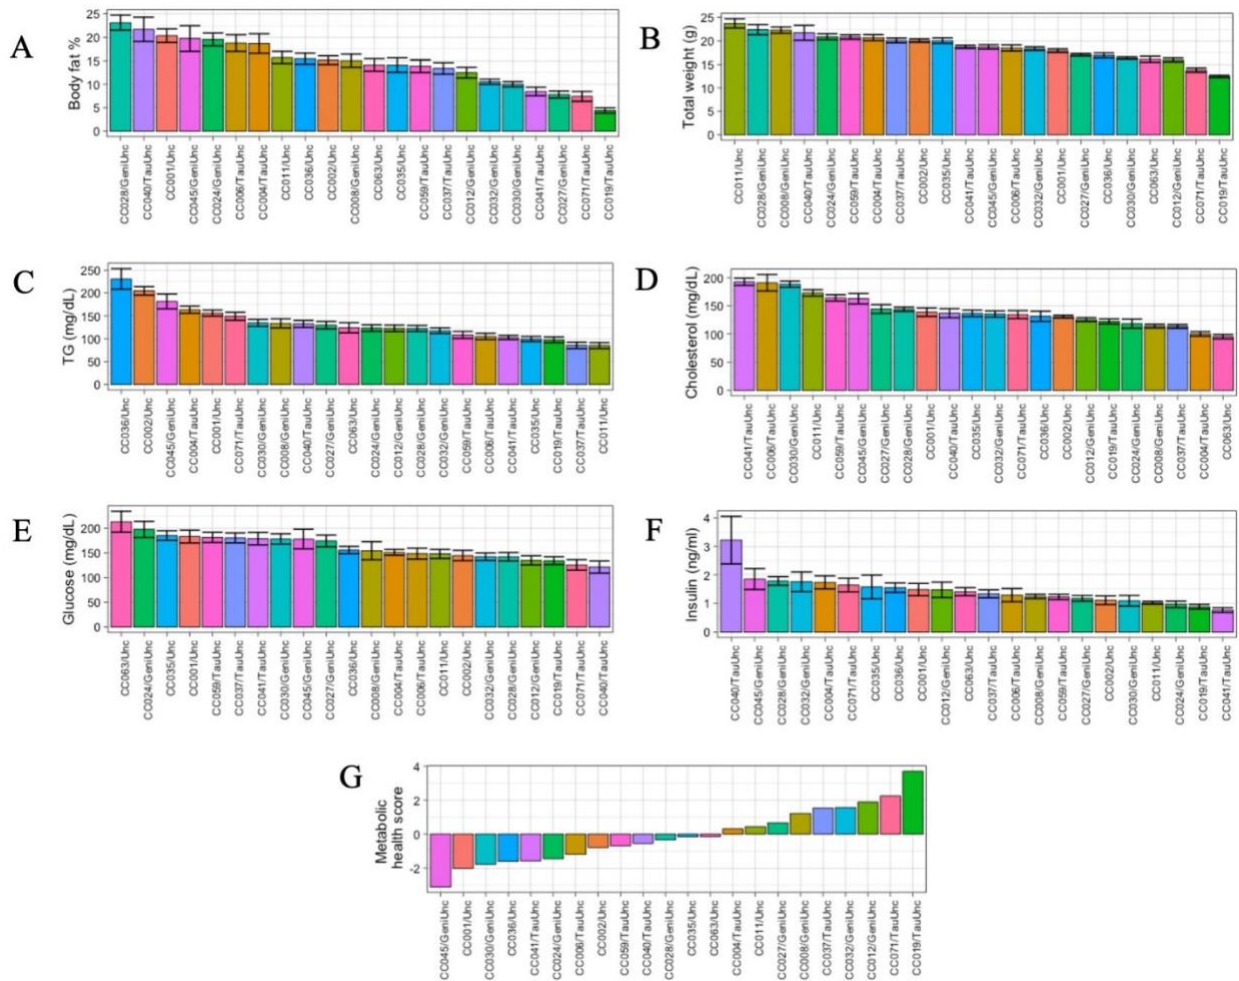 A
Body fat %
25
20
15
10
5
0
CC028/GeniUnc
CC040/TauUnc
CC001/Unc
CC045/GeniUnc
CC024/GeniUnc
CC006/TauUnc
CC004/TauUnc
CC011/Unc
CC036/Unc
CC002/Unc
CC008/GeniUnc
CC063/Unc
CC035/Unc
CC059/TauUnc
CC037/TauUnc
CC012/GeniUnc
CC032/GeniUnc
CC030/GeniUnc
CC041/TauUnc
CC027/GeniUnc
CC071/TauUnc
CC019/TauUnc
B
Total weight (g)
25
20
15
10
5
0
CC011/Unc
CC028/GeniUnc
CC008/GeniUnc
CC040/TauUnc
CC024/GeniUnc
CC059/TauUnc
CC004/TauUnc
CC037/TauUnc
CC002/Unc
CC035/Unc
CC041/TauUnc
CC045/GeniUnc
CC006/TauUnc
CC032/GeniUnc
CC001/Unc
CC027/GeniUnc
CC036/Unc
CC030/GeniUnc
CC063/Unc
CC012/GeniUnc
CC071/TauUnc
CC019/TauUnc
C
TG (mg/dL)
250
200
150
100
50
0
CC036/Unc
CC002/Unc
CC045/GeniUnc
CC004/TauUnc
CC001/Unc
CC071/TauUnc
CC030/GeniUnc
CC008/GeniUnc
CC040/TauUnc
CC027/GeniUnc
CC063/Unc
CC024/GeniUnc
CC012/GeniUnc
CC028/GeniUnc
CC032/GeniUnc
CC059/TauUnc
CC006/TauUnc
CC041/TauUnc
CC035/Unc
CC019/TauUnc
CC037/TauUnc
CC011/Unc
D
Cholesterol (mg/dL)
200
150
100
50
0
CC041/TauUnc
CC006/TauUnc
CC030/GeniUnc
CC011/Unc
CC059/TauUnc
CC045/GeniUnc
CC027/GeniUnc
CC028/GeniUnc
CC001/Unc
CC040/TauUnc
CC035/Unc
CC032/GeniUnc
CC071/TauUnc
CC036/Unc
CC002/Unc
CC012/GeniUnc
CC019/TauUnc
CC024/GeniUnc
CC008/GeniUnc
CC037/TauUnc
CC004/TauUnc
CC063/Unc
E
Glucose (mg/dL)
200
150
100
50
0
CC063/Unc
CC024/GeniUnc
CC035/Unc
CC001/Unc
CC059/TauUnc
CC037/TauUnc
CC041/TauUnc
CC030/GeniUnc
CC045/GeniUnc
CC027/GeniUnc
CC036/Unc
CC008/GeniUnc
CC004/TauUnc
CC006/TauUnc
CC011/Unc
CC002/Unc
CC032/GeniUnc
CC028/GeniUnc
CC012/GeniUnc
CC019/TauUnc
CC071/TauUnc
CC040/TauUnc
F
Insulin (ng/ml)
4
3
2
1
0
CC040/TauUnc
CC045/GeniUnc
CC028/GeniUnc
CC032/GeniUnc
CC004/TauUnc
CC071/TauUnc
CC035/Unc
CC036/Unc
CC001/Unc
CC012/GeniUnc
CC063/Unc
CC037/TauUnc
CC006/TauUnc
CC008/GeniUnc
CC059/TauUnc
CC027/GeniUnc
CC002/Unc
CC030/GeniUnc
CC011/Unc
CC024/GeniUnc
CC019/TauUnc
CC041/TauUnc
G
Metabolic
health score
4
2
0
-2
CC045/GeniUnc
CC001/Unc
CC030/GeniUnc
CC036/Unc
CC041/TauUnc
CC024/GeniUnc
CC006/TauUnc
CC002/Unc
CC059/TauUnc
CC040/TauUnc
CC028/GeniUnc
CC035/Unc
CC063/Unc
CC004/TauUnc
CC011/Unc
CC027/GeniUnc
CC008/GeniUnc
CC037/TauUnc
CC032/GeniUnc
CC012/GeniUnc
CC071/TauUnc
CC019/TauUnc